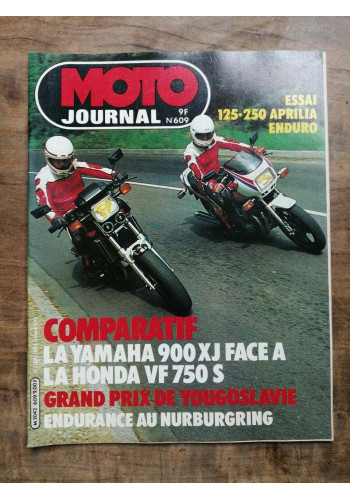 MOTO
JOURNAL
9F
N609
ESSAI
125-250 APRILIA
ENDURO
COMPARATIF
LA YAMAHA 900 XJ FACE A
LA HONDA VF 750 S
GRAND PRIX DE YOUGOSLAVIE
ENDURANCE AU NURBURGRING